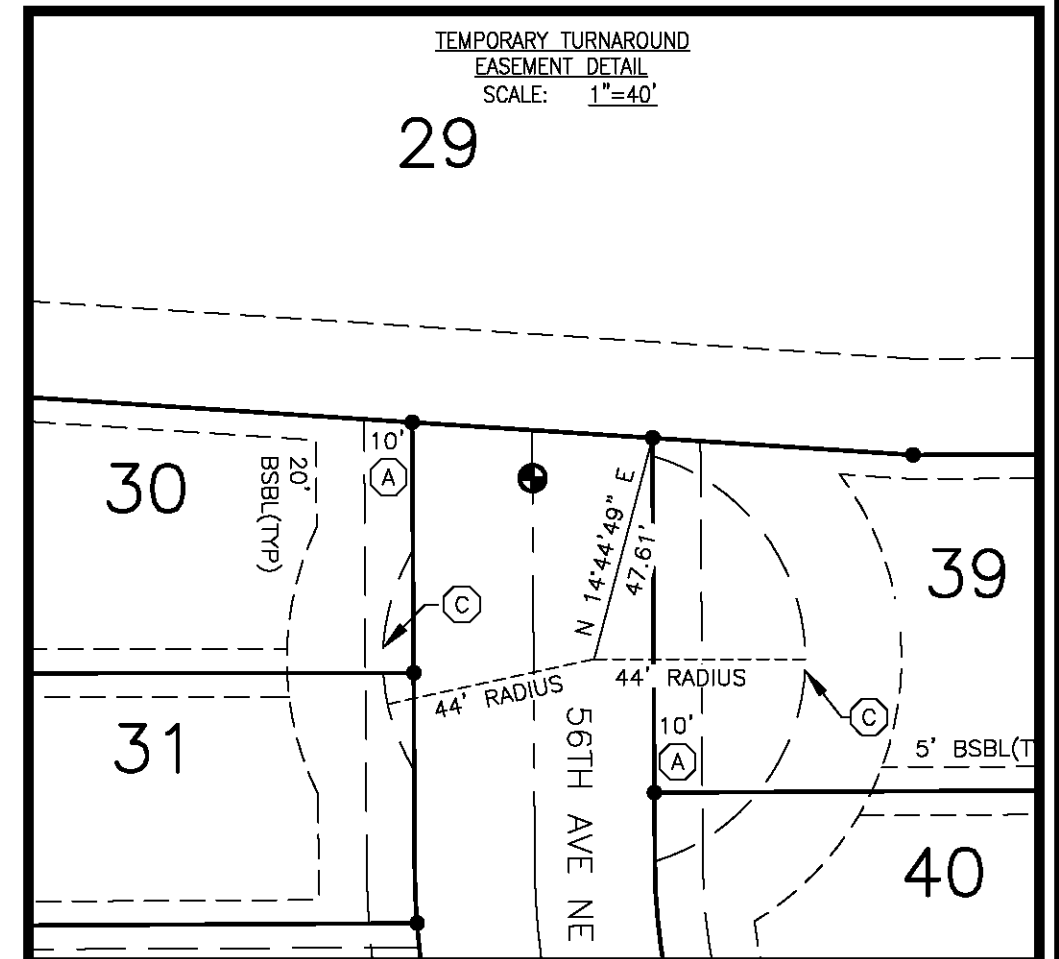 TEMPORARY TURNAROUND
EASEMENT DETAIL
SCALE: 1"=40'
29
10'
A
30
20'
BSBL(TYP)
N 14°44'49" E
47.61'
39
C
44' RADIUS
44' RADIUS
31
56TH AVE NE
10'
A
C
5' BSBL(T
40